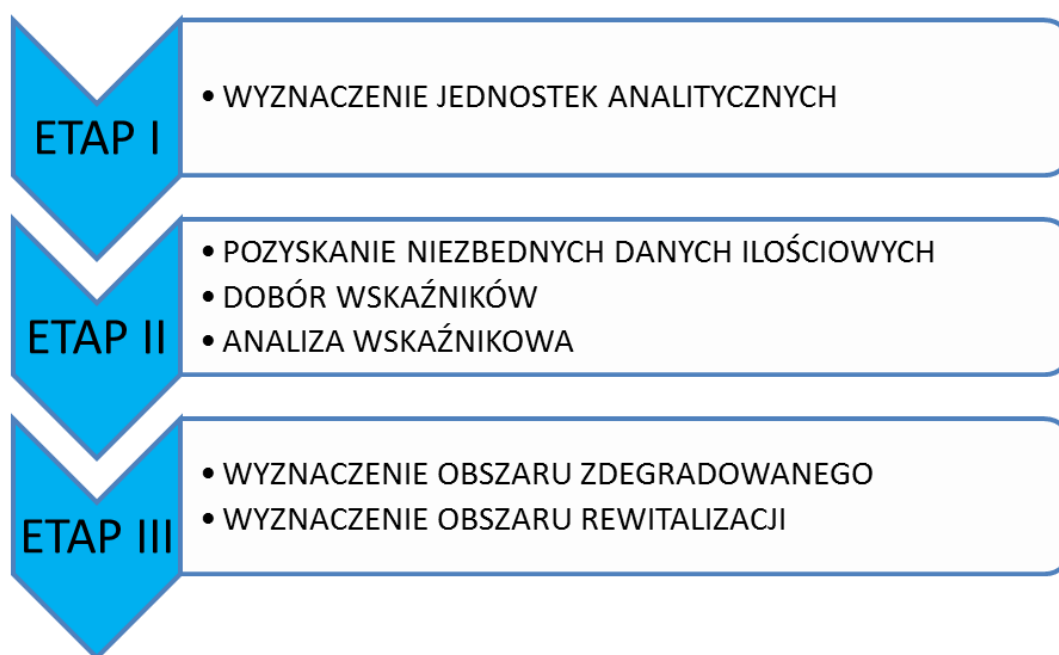 ETAP I
• WYZNACZENIE JEDNOSTEK ANALITYCZNYCH
ETAP II
• POZYSKANIE NIEZBEDNYCH DANYCH ILOŚCIOWYCH
• DOBÓR WSKAŹNIKÓW
• ANALIZA WSKAŹNIKOWA
ETAP III
• WYZNACZENIE OBSZARU ZDEGRADOWANEGO
• WYZNACZENIE OBSZARU REWITALIZACJI